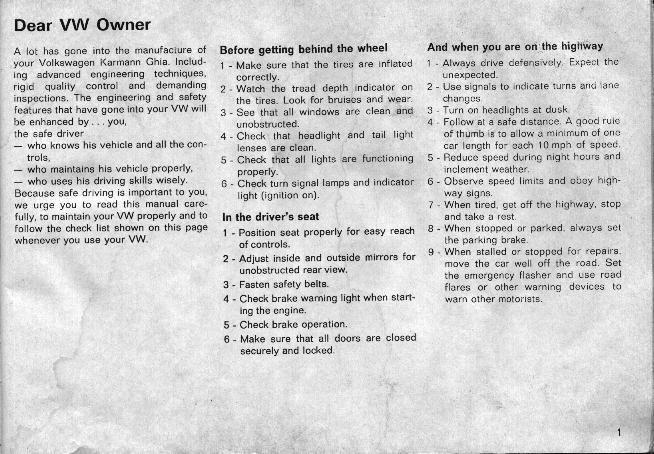 Dear VW Owner
A lot has gone into the manufacture of
your Volkswagen Karmann Ghia. Includ-
ing advanced engineering techniques,
rigid quality control and demanding
inspections. The engineering and safety
features that have gone into your VW will
be enhanced by . . . you,
the safe driver
— who knows his vehicle and all the con-
trols,
— who maintains his vehicle properly,
— who uses his driving skills wisely.
Because safe driving is important to you,
we urge you to read this manual care-
fully, to maintain your VW properly and to
follow the check list shown on this page
whenever you use your VW.
Before getting behind the wheel
1 - Make sure that the tires are inflated
correctly.
2 - Watch the tread depth indicator on
the tires. Look for bruises and wear.
3 - See that all windows are clean and
unobstructed.
4 - Check that headlight and tail light
lenses are clean.
5 - Check that all lights are functioning
properly.
6 - Check turn signal lamps and indicator
light (ignition on).
In the driver's seat
1 - Position seat properly for easy reach
of controls.
2 - Adjust inside and outside mirrors for
unobstructed rear view.
3 - Fasten safety belts.
4 - Check brake warning light when start-
ing the engine.
5 - Check brake operation.
6 - Make sure that all doors are closed
securely and locked.
And when you are on the highway
1 - Always drive defensively. Expect the
unexpected.
2 - Use signals to indicate turns and lane
changes.
3 - Turn on headlights at dusk.
4 - Follow at a safe distance. A good rule
of thumb is to allow a minimum of one
car length for each 10 mph of speed.
5 - Reduce speed during night hours and
inclement weather.
6 - Observe speed limits and obey high-
way signs.
7 - When tired, get off the highway, stop
and take a rest.
8 - When stopped or parked, always set
the parking brake.
9 - When stalled or stopped for repairs,
move the car well off the road. Set
the emergency flasher and use road
flares or other warning devices to
warn other motorists.
1